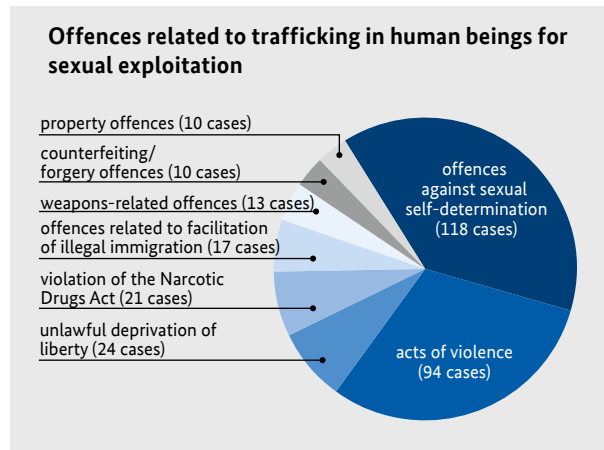 Offences related to trafficking in human beings for
sexual exploitation
property offences (10 cases)
counterfeiting/
forgery offences (10 cases)
weapons-related offences (13 cases)
offences related to facilitation
of illegal immigration (17 cases)
violation of the Narcotic
Drugs Act (21 cases)
unlawful deprivation of
liberty (24 cases)
offences
against sexual
self-determination
(118 cases)
acts of violence
(94 cases)